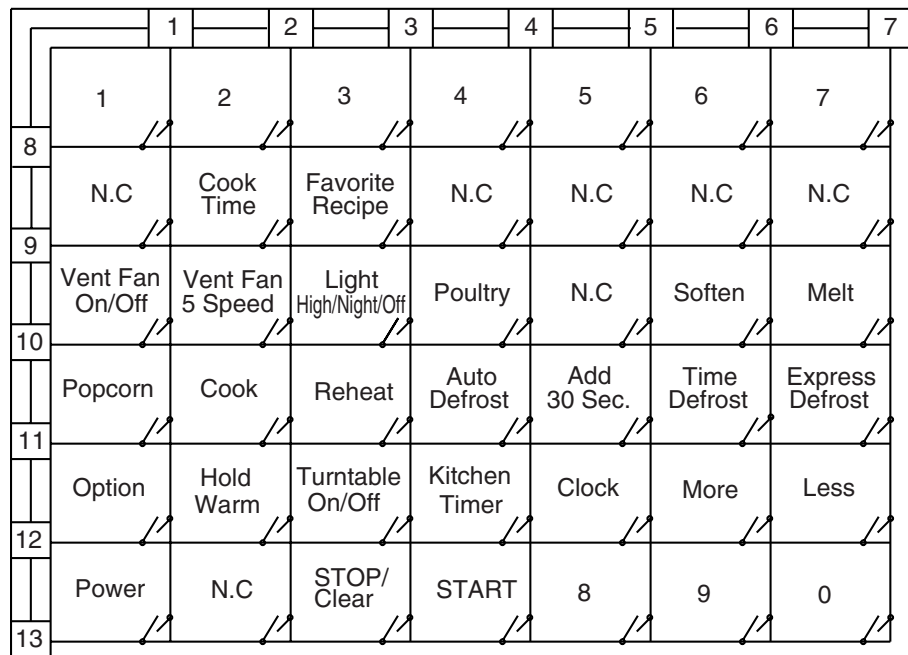 1 2 3 4 5 6 7
1 2 3 4 5 6 7
8
N.C Cook Time Favorite Recipe N.C N.C N.C N.C
9
Vent Fan On/Off Vent Fan 5 Speed Light High/Night/Off Poultry N.C Soften Melt
10
Popcorn Cook Reheat Auto Defrost Add 30 Sec. Time Defrost Express Defrost
11
Option Hold Warm Turntable On/Off Kitchen Timer Clock More Less
12
Power N.C STOP/ Clear START 8 9 0
13